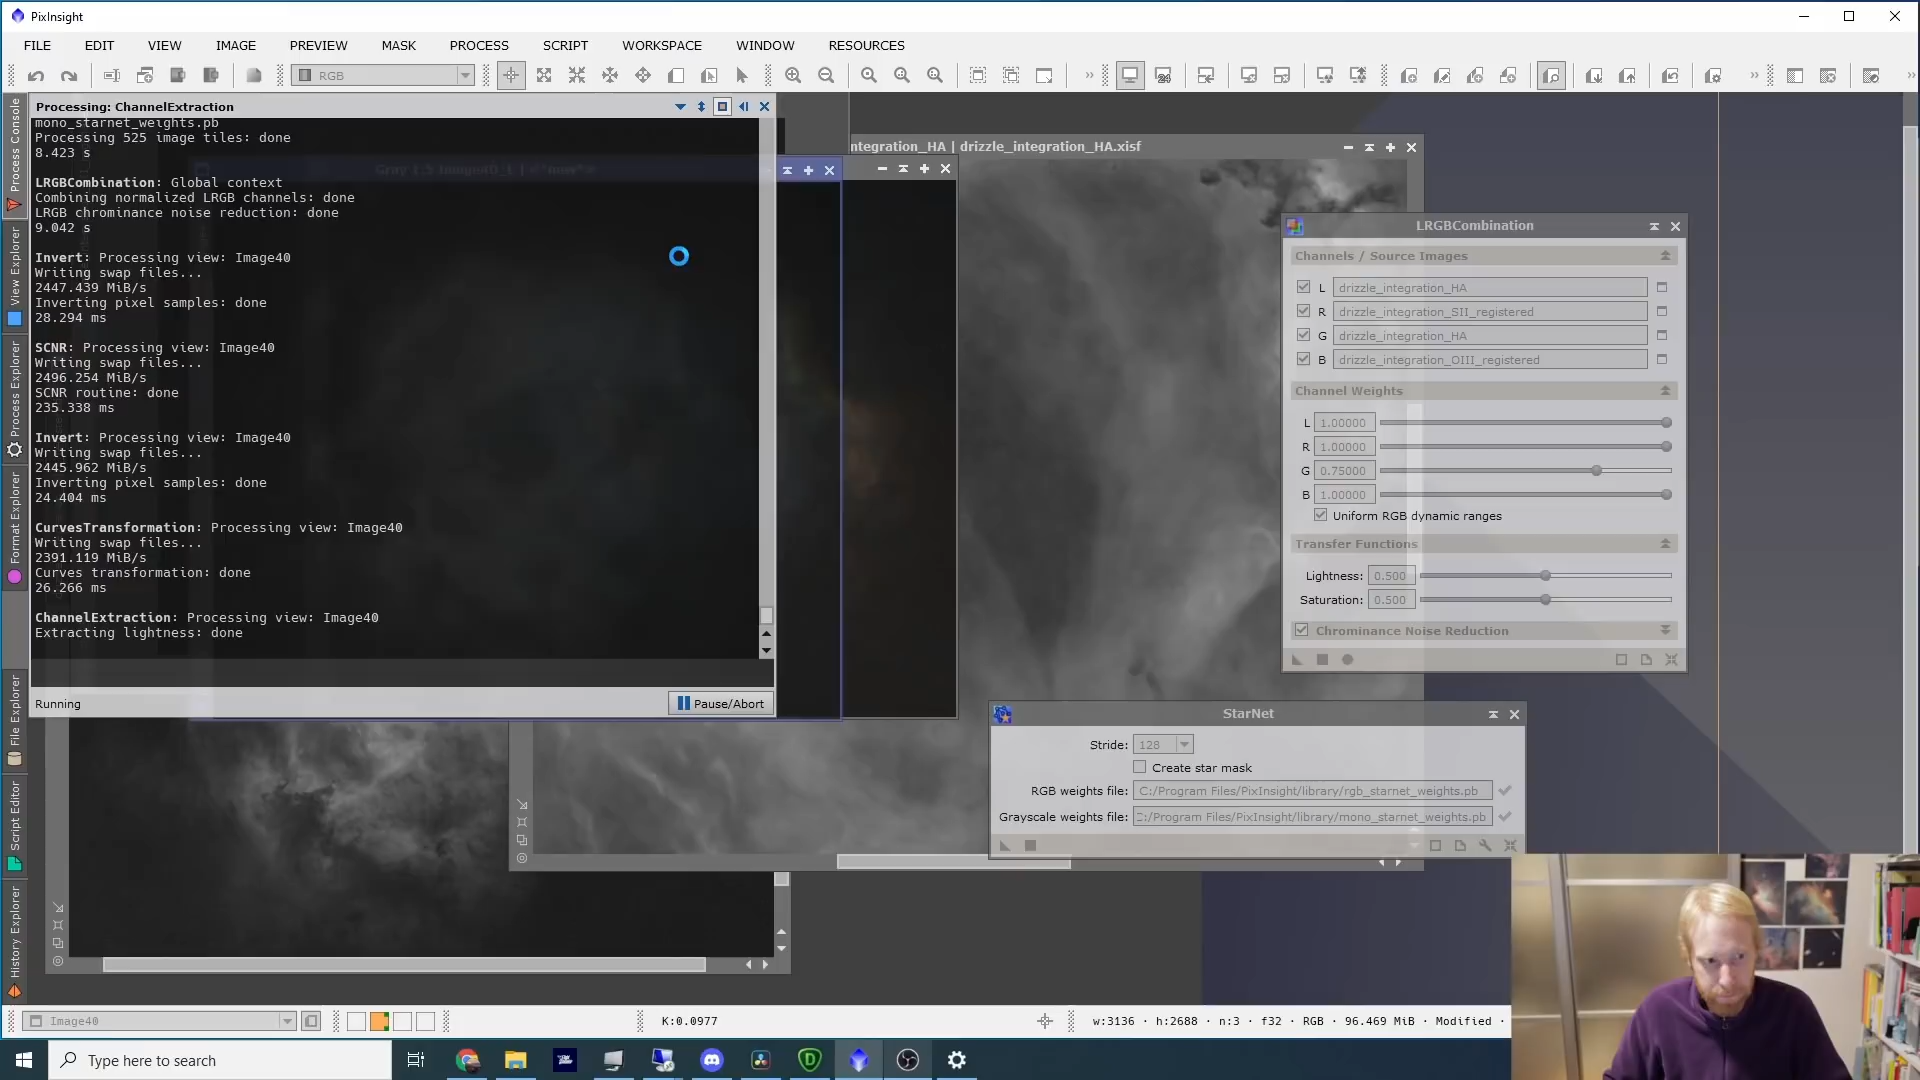 PixInsight
FILE EDIT VIEW IMAGE PREVIEW MASK PROCESS SCRIPT WORKSPACE WINDOW RESOURCES
RGB
Process Console
View Explorer
Process Explorer
Format Explorer
File Explorer
Script Editor
History Explorer
Processing: ChannelExtraction
mono_starnet_weights.pb
Processing 525 image tiles: done
8.423 s
LRGBCombination: Global context
Combining normalized LRGB channels: done
LRGB chrominance noise reduction: done
9.042 s
Invert: Processing view: Image40
Writing swap files...
2447.439 MiB/s
Inverting pixel samples: done
28.294 ms
SCNR: Processing view: Image40
Writing swap files...
2496.254 MiB/s
SCNR routine: done
235.338 ms
Invert: Processing view: Image40
Writing swap files...
2445.962 MiB/s
Inverting pixel samples: done
24.404 ms
CurvesTransformation: Processing view: Image40
Writing swap files...
2391.119 MiB/s
Curves transformation: done
26.266 ms
ChannelExtraction: Processing view: Image40
Extracting lightness: done
Running
Pause/Abort
ntegration_HA | drizzle_integration_HA.xisf
LRGBCombination
Channels / Source Images
L drizzle_integration_HA
R drizzle_integration_SII_registered
G drizzle_integration_HA
B drizzle_integration_OIII_registered
Channel Weights
L 1.00000
R 1.00000
G 0.75000
B 1.00000
Uniform RGB dynamic ranges
Transfer Functions
Lightness: 0.500
Saturation: 0.500
Chrominance Noise Reduction
StarNet
Stride: 128
Create star mask
RGB weights file: C:/Program Files/PixInsight/library/rgb_starnet_weights.pb
Grayscale weights file: C:/Program Files/PixInsight/library/mono_starnet_weights.pb
Image40
K:0.0977
w:3136 · h:2688 · n:3 · f32 · RGB · 96.469 MiB · Modified ·
Type here to search